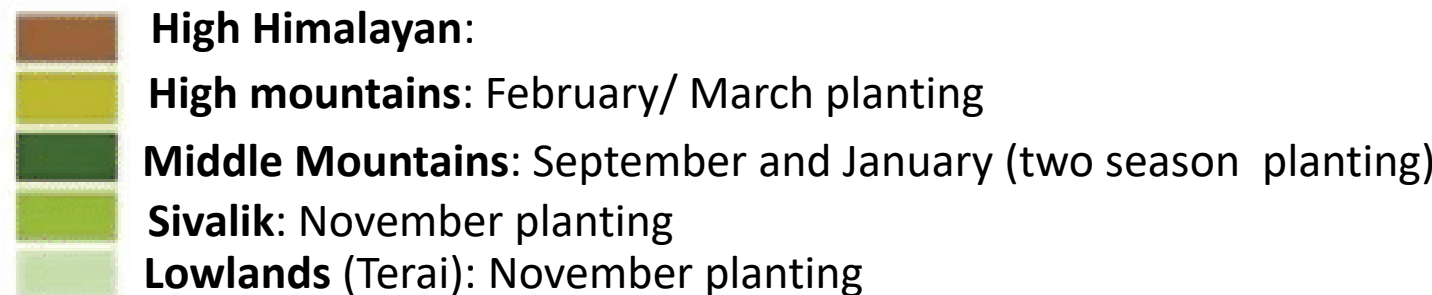 High Himalayan:
High mountains: February/ March planting
Middle Mountains: September and January (two season planting)
Sivalik: November planting
Lowlands (Terai): November planting